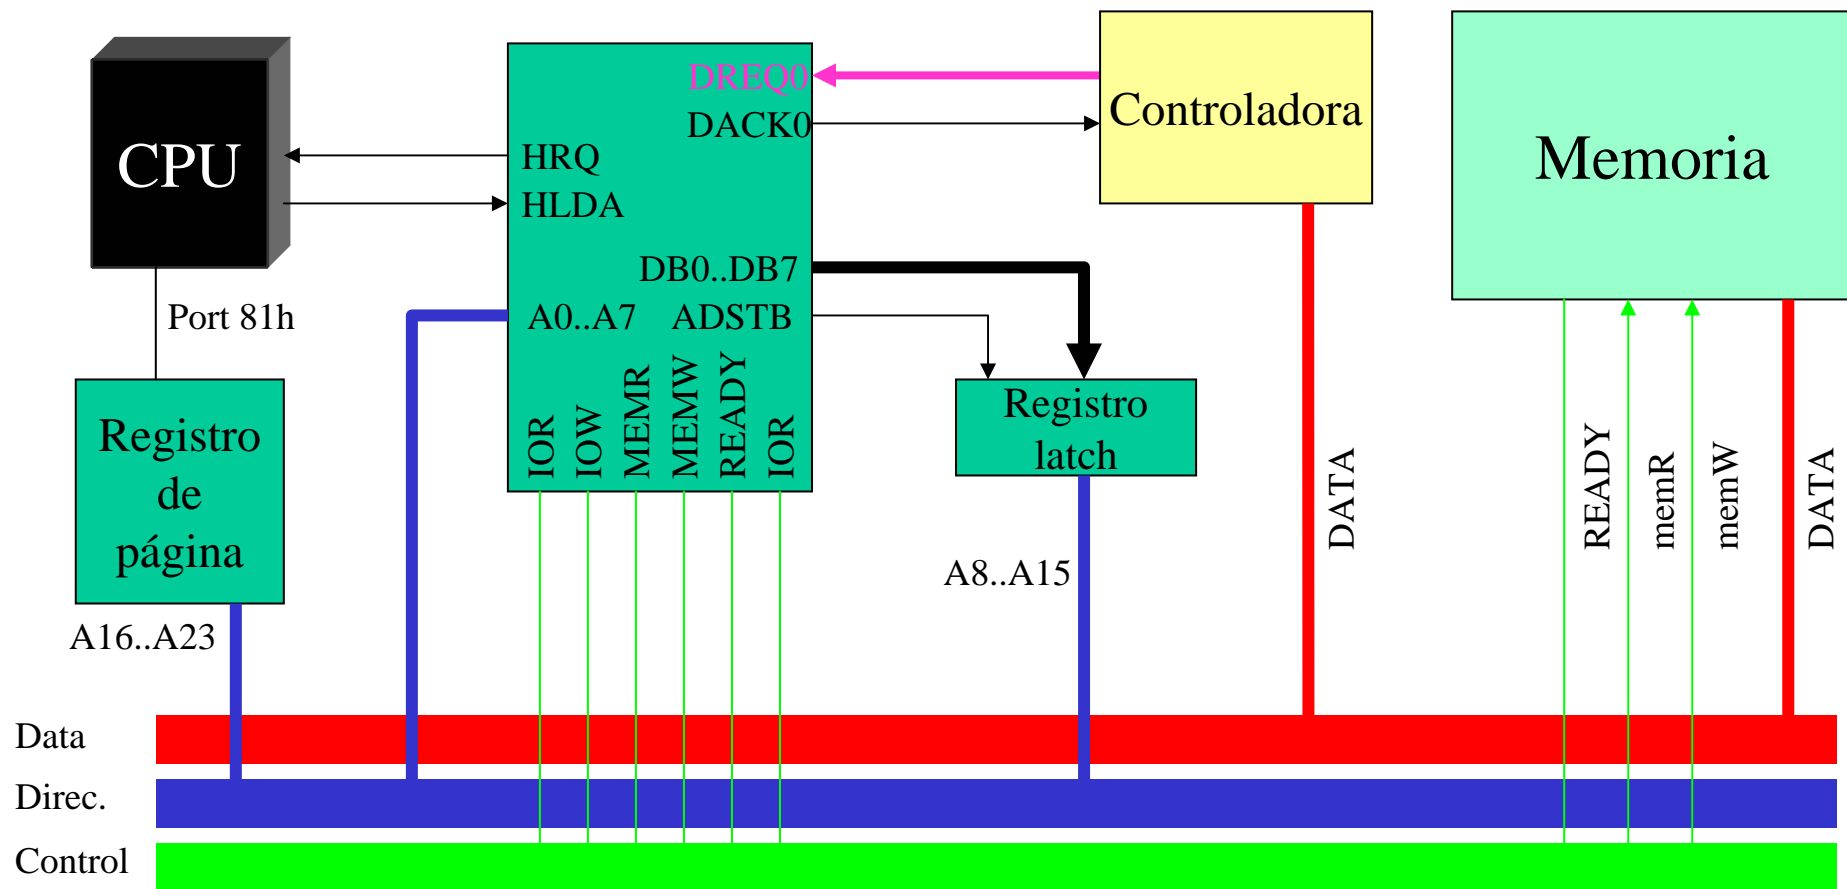 DREQ0
DACK0
Controladora
Memoria
CPU
HRQ
HLDA
DB0..DB7
Port 81h
A0..A7
ADSTB
IOR
IOW
MEMR
MEMW
READY
IOR
Registro
latch
Registro
de
página
DATA
READY
memR
memW
DATA
A8..A15
A16..A23
Data
Direc.
Control